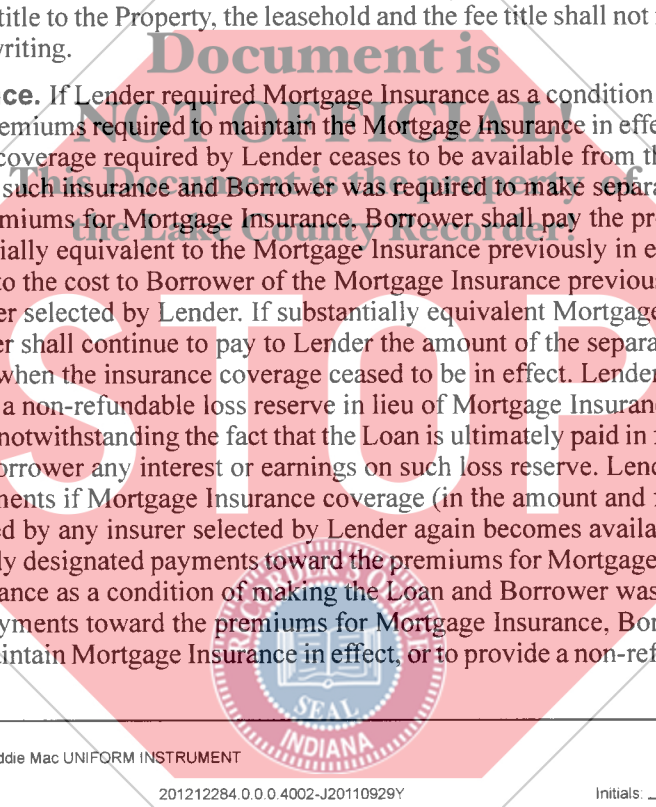 title to the Property, the leasehold and the fee title shall not
writing.
Document is
ce. If Lender required Mortgage Insurance as a condition
NOT OFFICIAL!
emiums required to maintain the Mortgage Insurance in effe
coverage required by Lender ceases to be available from th
This Document is the property of
such insurance and Borrower was required to make separa
emiums for Mortgage Insurance, Borrower shall pay the pr
the Lake County Recorder!
ially equivalent to the Mortgage Insurance previously in e
to the cost to Borrower of the Mortgage Insurance previous
er selected by Lender. If substantially equivalent Mortgage
er shall continue to pay to Lender the amount of the separa
when the insurance coverage ceased to be in effect. Lender
a non-refundable loss reserve in lieu of Mortgage Insuranc
STOP
notwithstanding the fact that the Loan is ultimately paid in
orrower any interest or earnings on such loss reserve. Lend
ments if Mortgage Insurance coverage (in the amount and
ed by any insurer selected by Lender again becomes availa
ly designated payments toward the premiums for Mortgage
ance as a condition of making the Loan and Borrower was
yments toward the premiums for Mortgage Insurance, Bor
intain Mortgage Insurance in effect, or to provide a non-ref
RECORDER'S OFFICE
SEAL
INDIANA
ddie Mac UNIFORM INSTRUMENT
201212284.0.0.0.4002-J20110929Y
Initials: